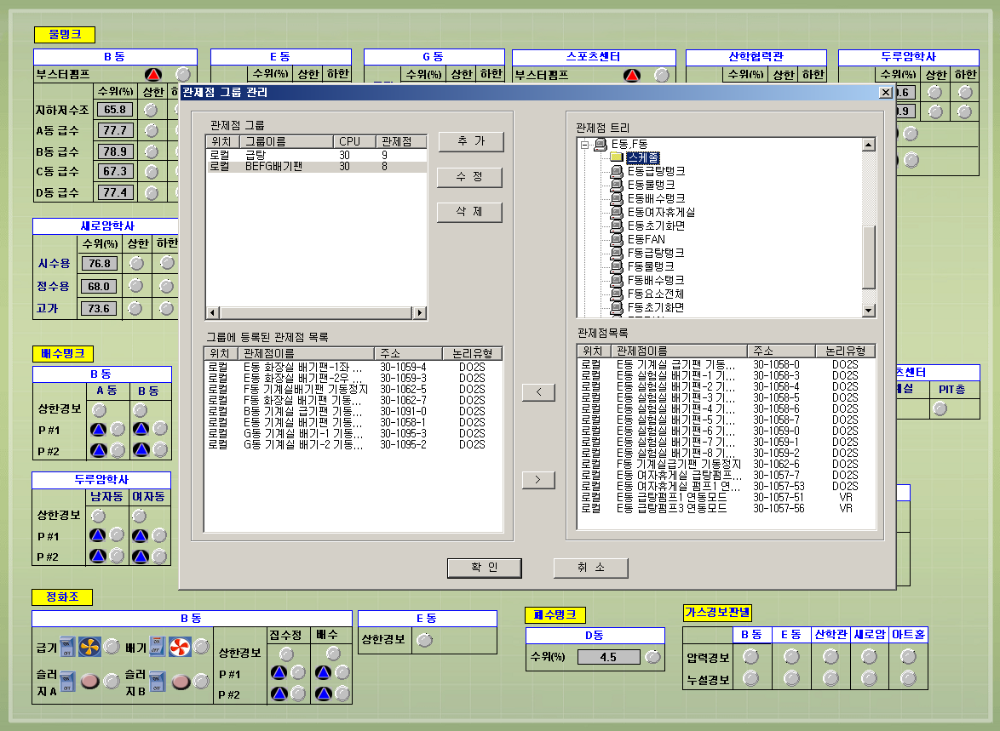 물탱크
B 동
E 동
G 동
스포츠센터
산학협력관
두루암학사
부스터펌프
수위(%) 상한 하한
수위(%) 상한 하한
부스터펌프
수위(%) 상한 하한
수위(%) 상한 하한
수위(%) 상한
지하저수조 65.8
A동 급수 77.7
B동 급수 78.9
C동 급수 67.3
D동 급수 77.4
새로암학사
수위(%) 상한 하한
시수용 76.8
정수용 68.0
고가 73.6
관제점 그룹 관리
관제점 그룹
위치 그룹이름 CPU 관제점
로컬 급탕 30 9
로컬 BEFG배기팬 30 8
추 가
수 정
삭 제
관제점 트리
E동,F동
스케줄
E동급탕탱크
E동물탱크
E동배수탱크
E동여자휴게실
E동초기화면
E동FAN
F동급탕탱크
F동물탱크
F동배수탱크
F동요소전체
F동초기화면
그룹에 등록된 관제점 목록
위치 관제점이름 주소 논리유형
로컬 E동 화장실 배기팬-1좌 ... 30-1059-4 DO2S
로컬 E동 화장실 배기팬-2우 ... 30-1059-3 DO2S
로컬 F동 기계실배기팬 기동정지 30-1062-5 DO2S
로컬 F동 화장실 배기팬 기동... 30-1062-7 DO2S
로컬 B동 기계실 급기팬 기동... 30-1091-0 DO2S
로컬 E동 기계실 배기팬 기동... 30-1058-1 DO2S
로컬 G동 기계실 배기-1 기동... 30-1095-3 DO2S
로컬 G동 기계실 배기-2 기동... 30-1095-2 DO2S
<
>
관제점목록
위치 관제점이름 주소 논리유형
로컬 E동 기계실 급기팬 기동... 30-1058-0 DO2S
로컬 E동 실험실 배기팬-1 기... 30-1058-3 DO2S
로컬 E동 실험실 배기팬-2 기... 30-1058-4 DO2S
로컬 E동 실험실 배기팬-3 기... 30-1058-5 DO2S
로컬 E동 실험실 배기팬-4 기... 30-1058-6 DO2S
로컬 E동 실험실 배기팬-5 기... 30-1058-7 DO2S
로컬 E동 실험실 배기팬-6 기... 30-1059-0 DO2S
로컬 E동 실험실 배기팬-7 기... 30-1059-1 DO2S
로컬 E동 실험실 배기팬-8 기... 30-1059-2 DO2S
로컬 F동 기계실급기팬 기동정지 30-1062-6 DO2S
로컬 E동 여자휴게실 급탕펌프... 30-1057-7 DO2S
로컬 E동 여자휴게실 펌프1 연... 30-1057-53 DO2S
로컬 E동 급탕펌프1 연동모드 30-1057-51 VR
로컬 E동 급탕펌프3 연동모드 30-1057-56 VR
확 인
취 소
배수탱크
B 동
A 동 B 동
상한경보
P #1
P #2
츠센터
PIT층
두루암학사
남자동 여자동
상한경보
P #1
P #2
정화조
B 동
급기 배기
슬러지 A
슬러지 B
집수정 배수
상한경보
P #1
P #2
E 동
상한경보
폐수탱크
D동
수위(%) 4.5
가스경보판넬
B 동 E 동 산학관 새로암 아트홀
압력경보
누설경보